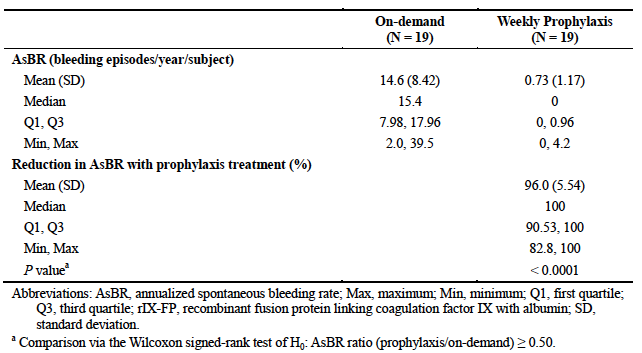 On-demand Weekly Prophylaxis
(N = 19) (N = 19)
AsBR (bleeding episodes/year/subject)
Mean (SD) 14.6 (8.42) 0.73 (1.17)
Median 15.4 0
Q1, Q3 7.98, 17.96 0, 0.96
Min, Max 2.0, 39.5 0, 4.2
Reduction in AsBR with prophylaxis treatment (%)
Mean (SD) 96.0 (5.54)
Median 100
Q1, Q3 90.53, 100
Min, Max 82.8, 100
P valueª < 0.0001
Abbreviations: AsBR, annualized spontaneous bleeding rate; Max, maximum; Min, minimum; Q1, first quartile;
Q3, third quartile; rIX-FP, recombinant fusion protein linking coagulation factor IX with albumin; SD,
standard deviation.
ª Comparison via the Wilcoxon signed-rank test of H₀: AsBR ratio (prophylaxis/on-demand) ≥ 0.50.